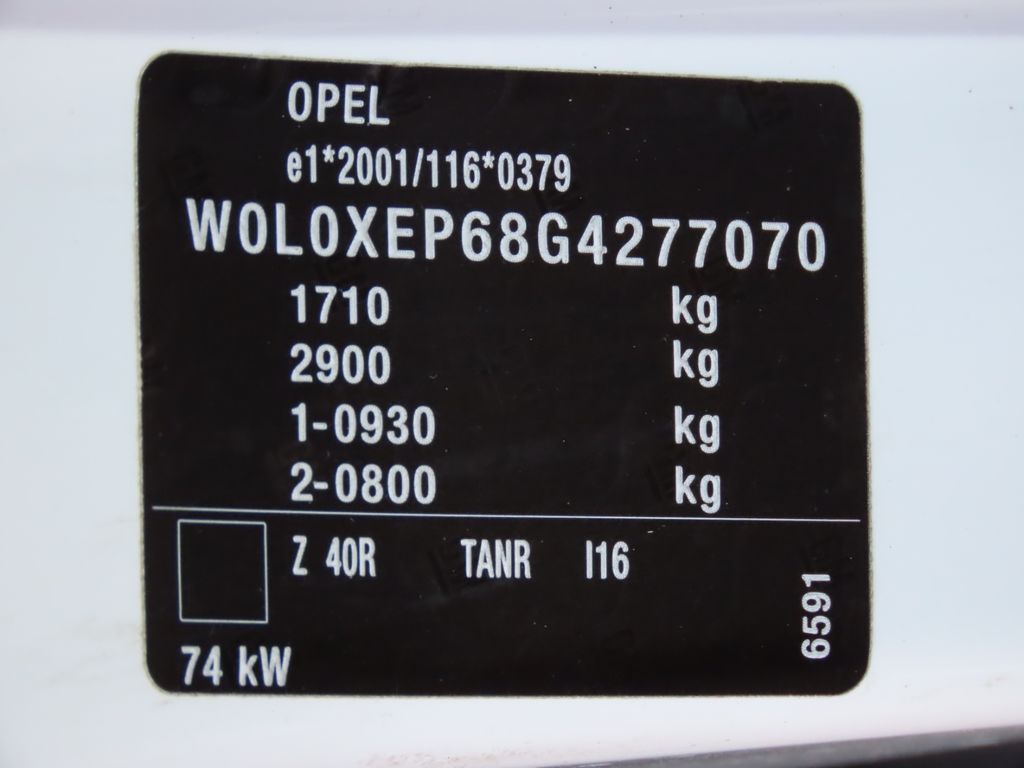 OPEL
e1*2001/116*0379
W0L0XEP68G4277070
1710 kg
2900 kg
1-0930 kg
2-0800 kg
Z 40R TANR I16
6591
74 kW